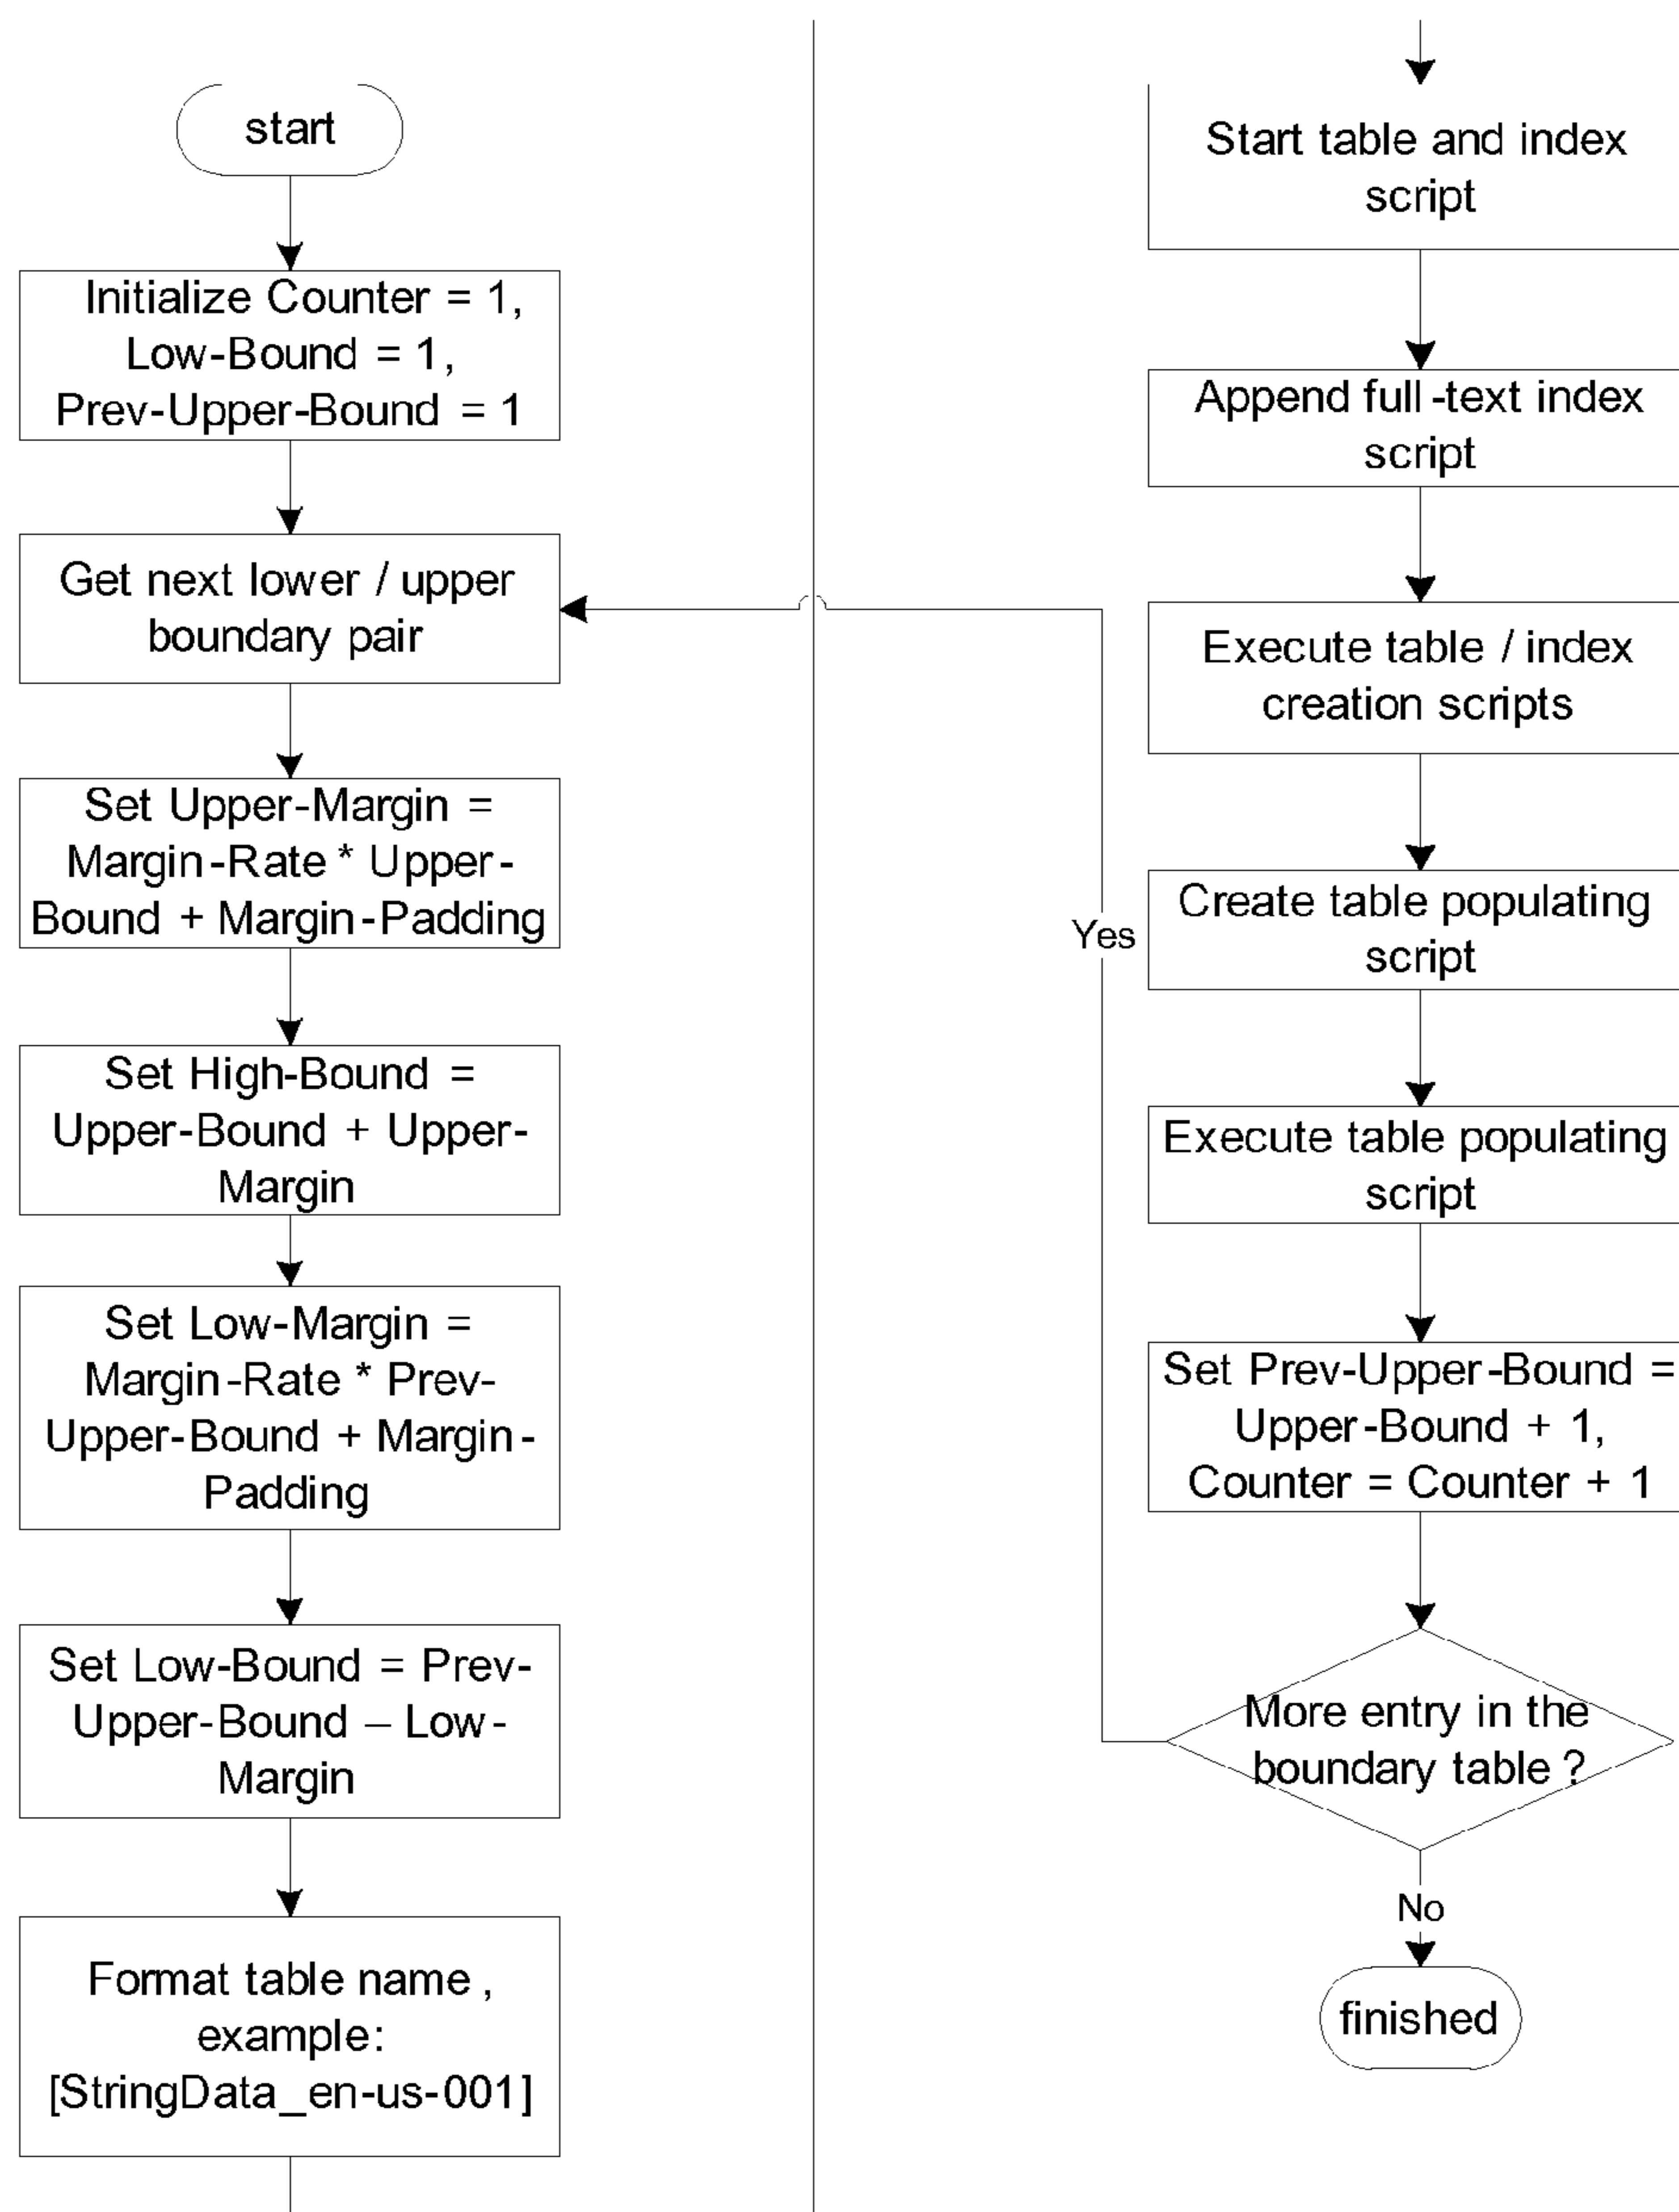 start
Initialize Counter = 1,
Low-Bound = 1,
Prev-Upper-Bound = 1
Get next lower / upper
boundary pair
Set Upper-Margin =
Margin-Rate * Upper-
Bound + Margin-Padding
Set High-Bound =
Upper-Bound + Upper-
Margin
Set Low-Margin =
Margin-Rate * Prev-
Upper-Bound + Margin-
Padding
Set Low-Bound = Prev-
Upper-Bound – Low-
Margin
Format table name,
example:
[StringData_en-us-001]
Start table and index
script
Append full-text index
script
Execute table / index
creation scripts
Create table populating
script
Execute table populating
script
Set Prev-Upper-Bound =
Upper-Bound + 1,
Counter = Counter + 1
More entry in the
boundary table?
Yes
No
finished